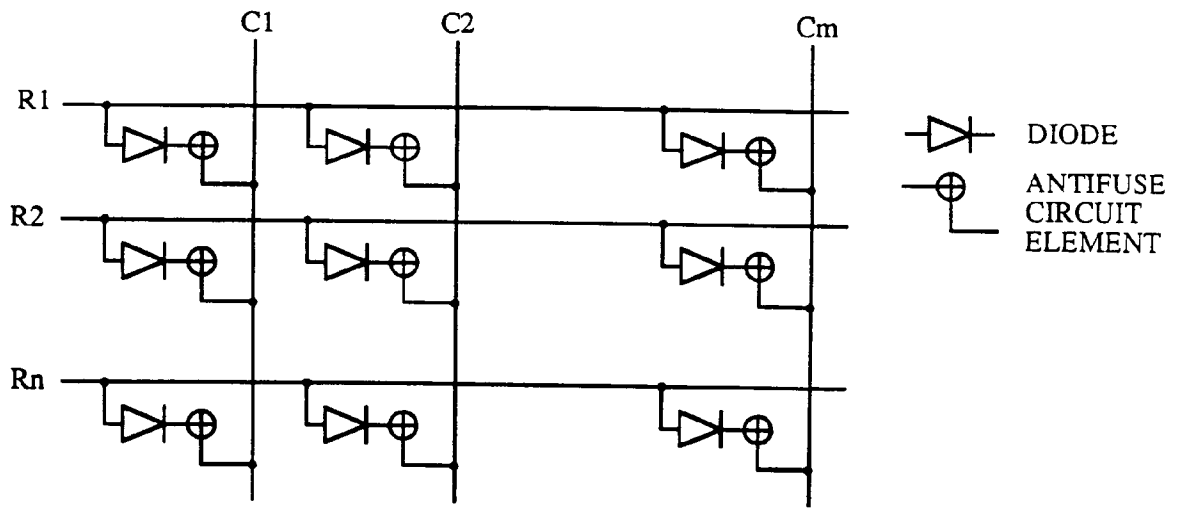 C1
C2
Cm
R1
R2
Rn
DIODE
ANTIFUSE
CIRCUIT
ELEMENT